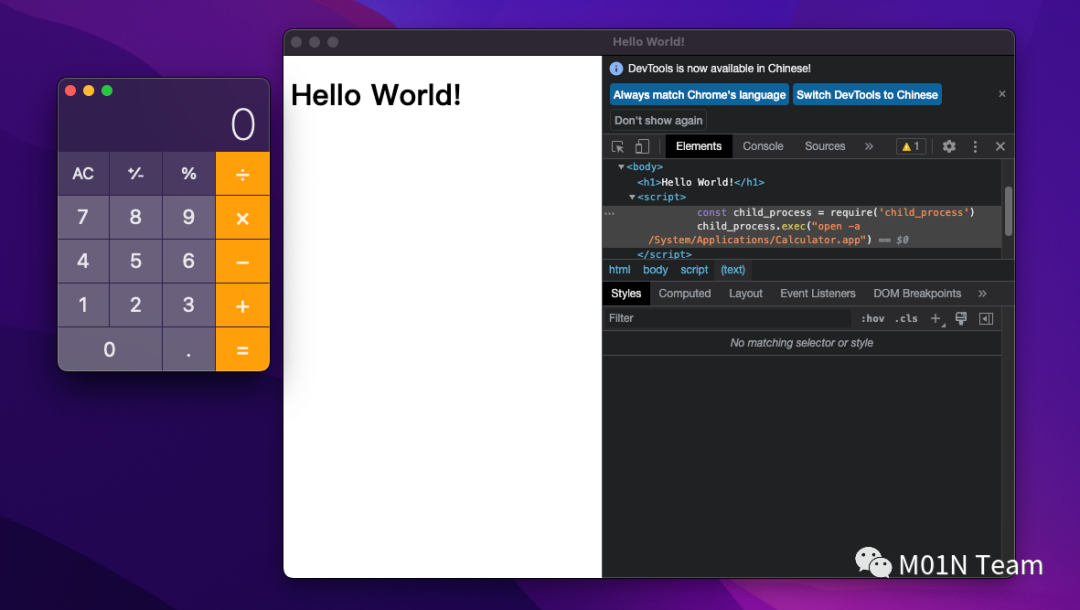 Hello World!
0
AC +∕- % ÷
7 8 9 ×
4 5 6 −
1 2 3 +
0 . =
Hello World!
DevTools is now available in Chinese!
Always match Chrome's language Switch DevTools to Chinese
Don't show again
Elements Console Sources » 1
<body>
<h1>Hello World!</h1>
<script>
const child_process = require('child_process')
child_process.exec("open -a
/System/Applications/Calculator.app") == $0
</script>
html body script (text)
Styles Computed Layout Event Listeners DOM Breakpoints »
Filter :hov .cls +
No matching selector or style
M01N Team